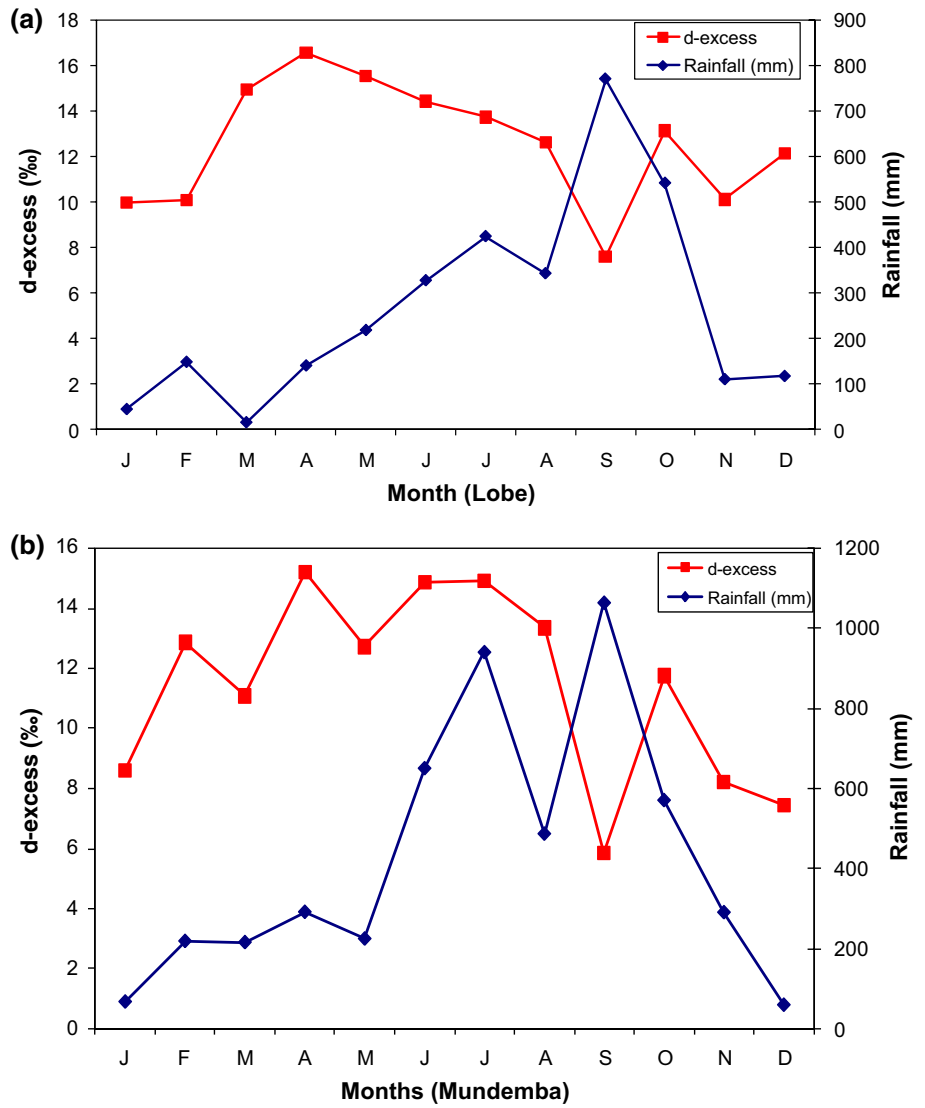 (a)
18
16
14
12
10
8
6
4
2
0
d-excess (‰)
d-excess
Rainfall (mm)
900
800
700
600
500
400
300
200
100
0
Rainfall (mm)
J F M A M J J A S O N D
Month (Lobe)
(b)
16
14
12
10
8
6
4
2
0
d-excess (‰)
d-excess
Rainfall (mm)
1200
1000
800
600
400
200
0
Rainfall (mm)
J F M A M J J A S O N D
Months (Mundemba)